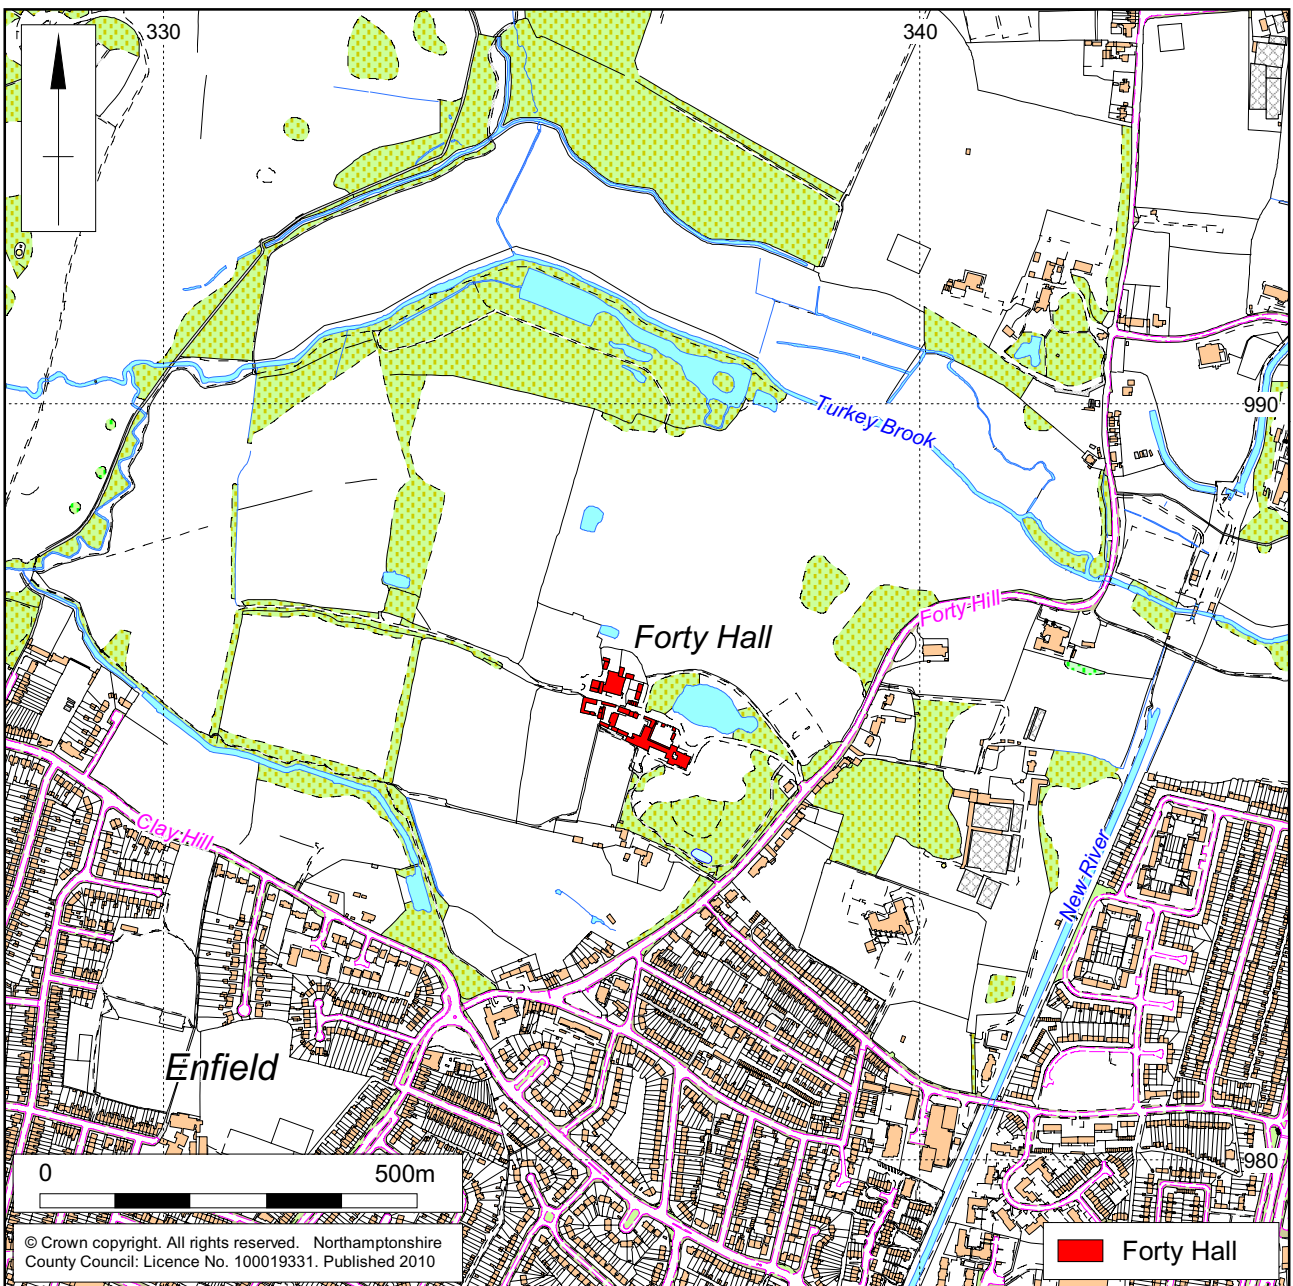 330
340
Turkey Brook
990
Forty Hill
Forty Hall
Clay Hill
New River
Enfield
980
0 500m
© Crown copyright. All rights reserved. Northamptonshire
County Council: Licence No. 100019331. Published 2010
Forty Hall